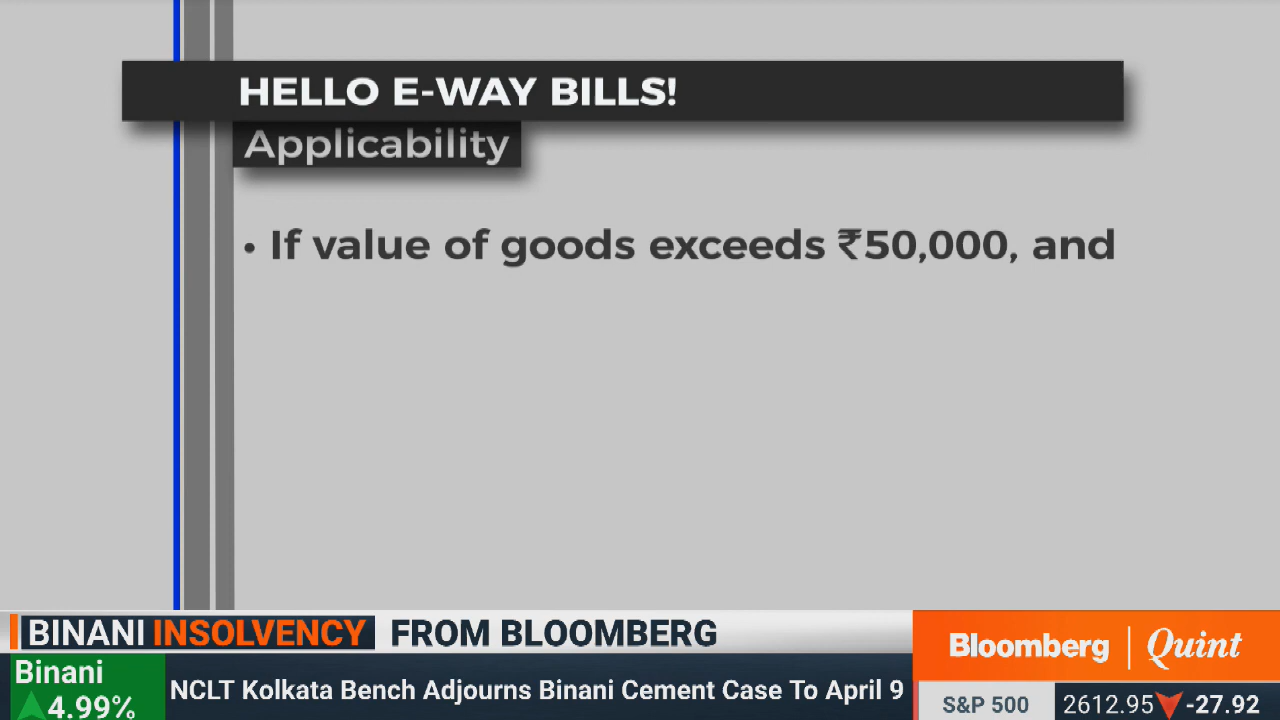 HELLO E-WAY BILLS!
Applicability
• If value of goods exceeds ₹50,000, and
BINANI INSOLVENCY FROM BLOOMBERG
Binani
4.99%
NCLT Kolkata Bench Adjourns Binani Cement Case To April 9
Bloomberg | Quint
S&P 500 2612.95 -27.92